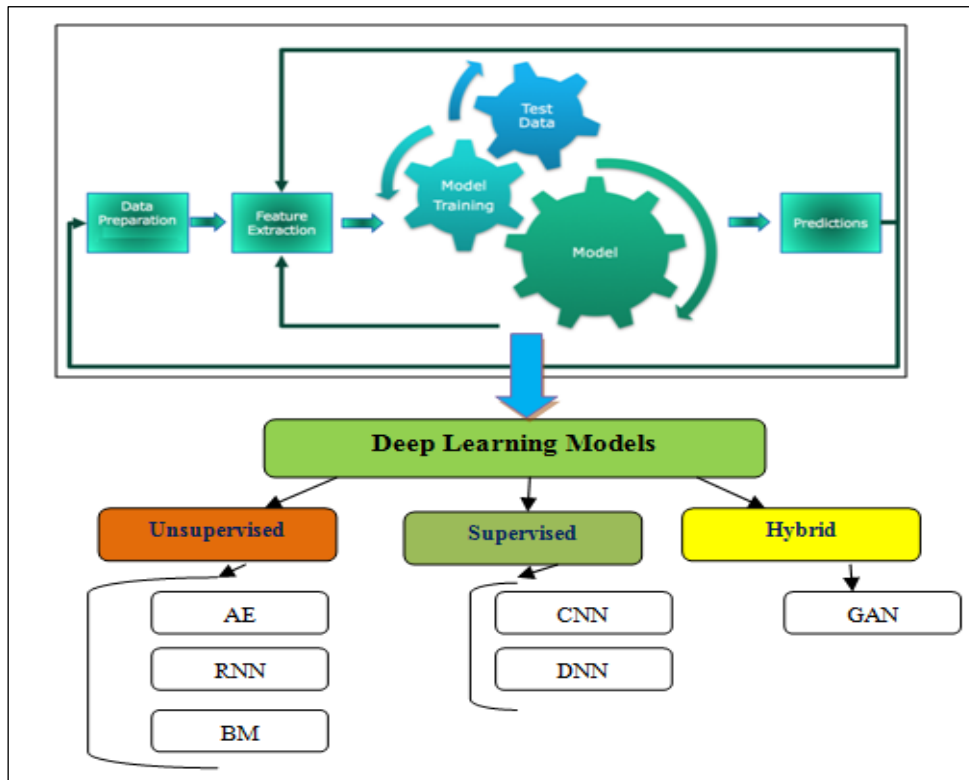 Test
Data
Model
Training
Data
Preparation
Feature
Extraction
Model
Predictions
Deep Learning Models
Unsupervised
Supervised
Hybrid
AE
CNN
GAN
RNN
DNN
BM